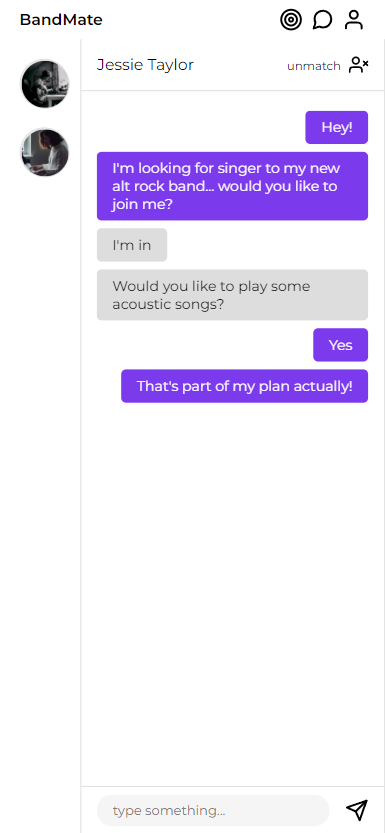 BandMate
Jessie Taylor
unmatch
Hey!
I'm looking for singer to my new
alt rock band... would you like to
join me?
I'm in
Would you like to play some
acoustic songs?
Yes
That's part of my plan actually!
type something...